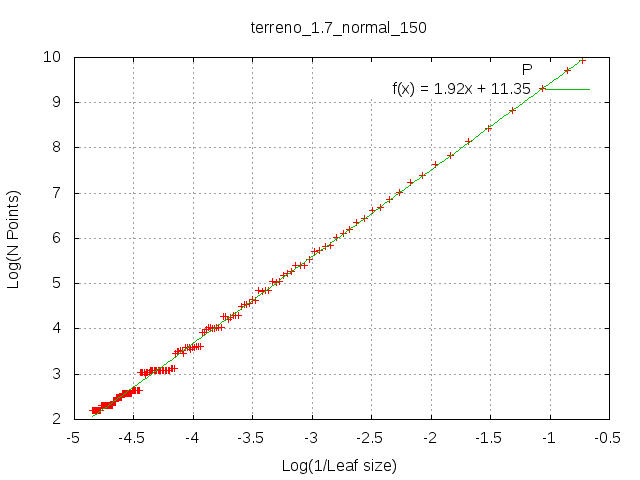 terreno_1.7_normal_150
10
9
8
7
6
5
4
3
2
Log(N Points)
P
f(x) = 1.92x + 11.35
-5 -4.5 -4 -3.5 -3 -2.5 -2 -1.5 -1 -0.5
Log(1/Leaf size)